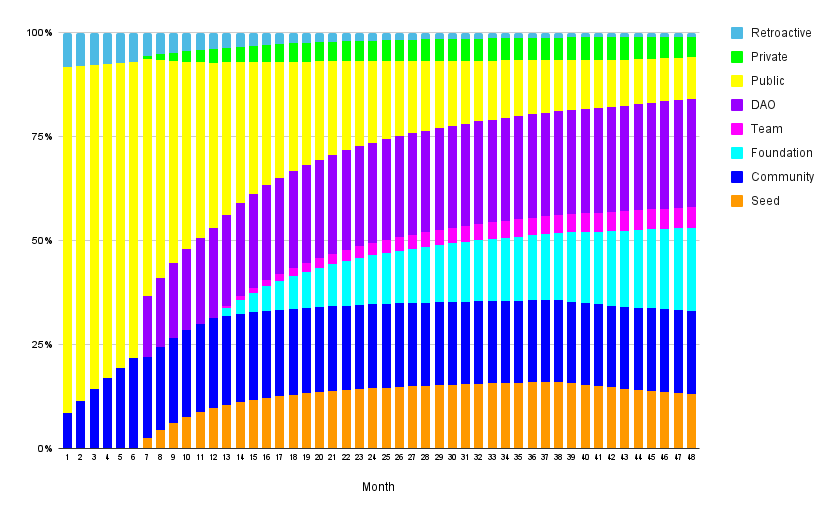 100%
75%
50%
25%
0%
1 2 3 4 5 6 7 8 9 10 11 12 13 14 15 16 17 18 19 20 21 22 23 24 25 26 27 28 29 30 31 32 33 34 35 36 37 38 39 40 41 42 43 44 45 46 47 48
Month
Retroactive
Private
Public
DAO
Team
Foundation
Community
Seed